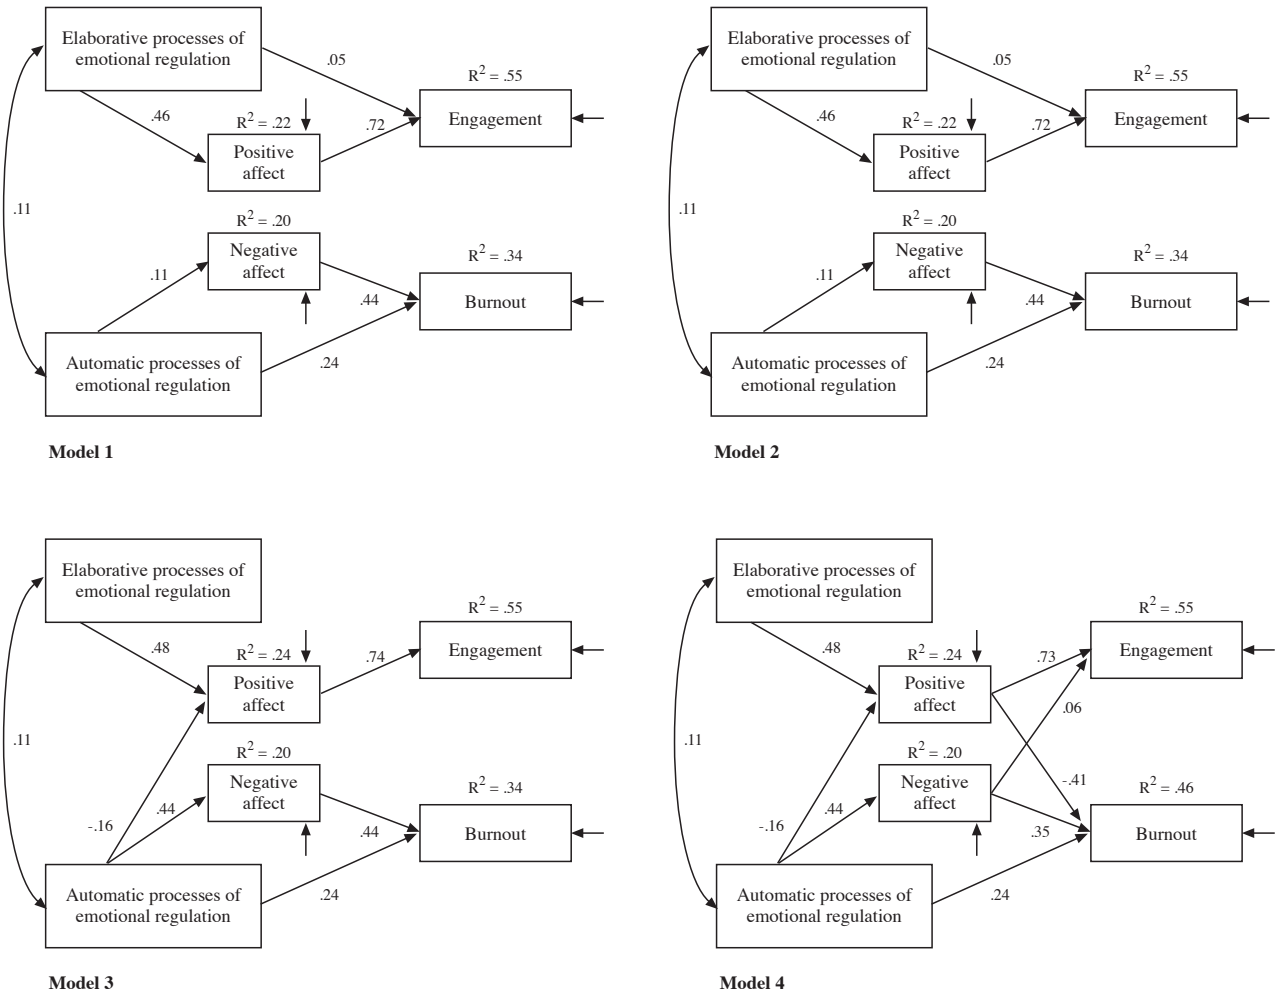 Elaborative processes of
emotional regulation
.05
R2 = .55
Engagement
.46
R2 = .22
.72
Positive
affect
.11
R2 = .20
Negative
affect
R2 = .34
.11
.44
Burnout
Automatic processes of
emotional regulation
.24
Model 1
Elaborative processes of
emotional regulation
.05
R2 = .55
Engagement
.46
R2 = .22
.72
Positive
affect
.11
R2 = .20
Negative
affect
R2 = .34
.11
.44
Burnout
Automatic processes of
emotional regulation
.24
Model 2
Elaborative processes of
emotional regulation
R2 = .55
Engagement
.48
R2 = .24
.74
Positive
affect
.11
R2 = .20
Negative
affect
R2 = .34
-.16
.44
.44
Burnout
Automatic processes of
emotional regulation
.24
Model 3
Elaborative processes of
emotional regulation
R2 = .55
Engagement
.48
R2 = .24
.73
Positive
affect
.06
.11
R2 = .20
Negative
affect
-.41
R2 = .46
-.16
.44
.35
Burnout
Automatic processes of
emotional regulation
.24
Model 4